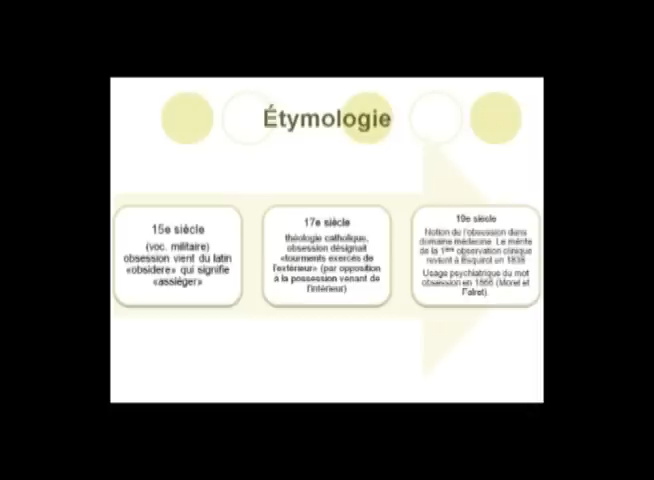 Étymologie
15e siècle
(voc. militaire)
obsession vient du latin
«obsidere» qui signifie
«assiéger»
17e siècle
théologie catholique,
obsession désignait
«tourments exercés de
l'extérieur» (par opposition
à la possession venant de
l'intérieur)
19e siècle
Notion de l'obsession dans
domaine médecine. Le mérite
de la 1ère observation clinique
revient à Esquirol en 1838
Usage psychiatrique du mot
obsession en 1866 (Morel et
Falret).